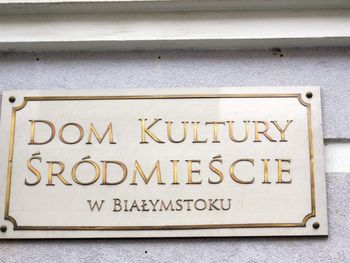 DOM KULTURY
ŚRÓDMIEŚCIE
W BIAŁYMSTOKU